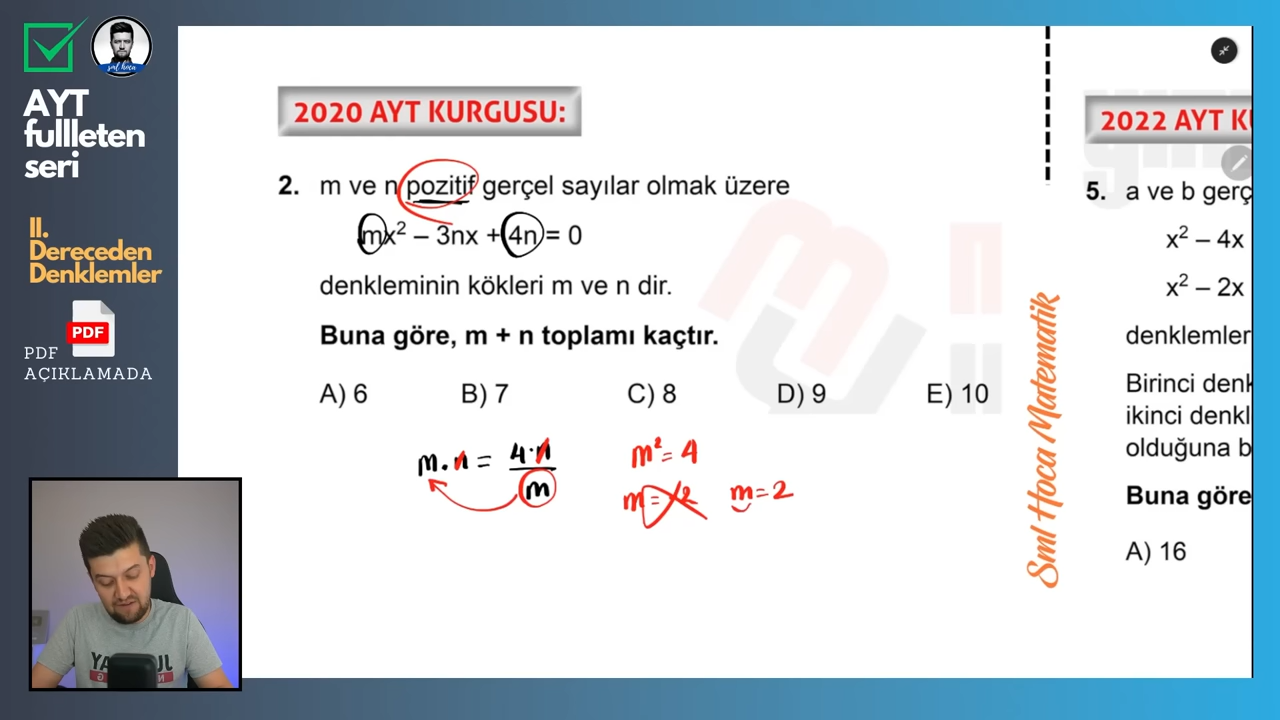 AYT
fullleten
seri
II.
Dereceden
Denklemler
PDF
PDF
AÇIKLAMADA
sml hoca
2020 AYT KURGUSU:
2. m ve n pozitif gerçel sayılar olmak üzere
mx² – 3nx + 4n = 0
denkleminin kökleri m ve n dir.
Buna göre, m + n toplamı kaçtır.
A) 6 B) 7 C) 8 D) 9 E) 10
m . n = 4 . n / m
m² = 4
m = -2 m = 2
Sml Hoca Matematik
2022 AYT K
5. a ve b gerç
x² – 4x
x² – 2x
denklemler
Birinci denk
ikinci denkl
olduğuna b
Buna göre
A) 16